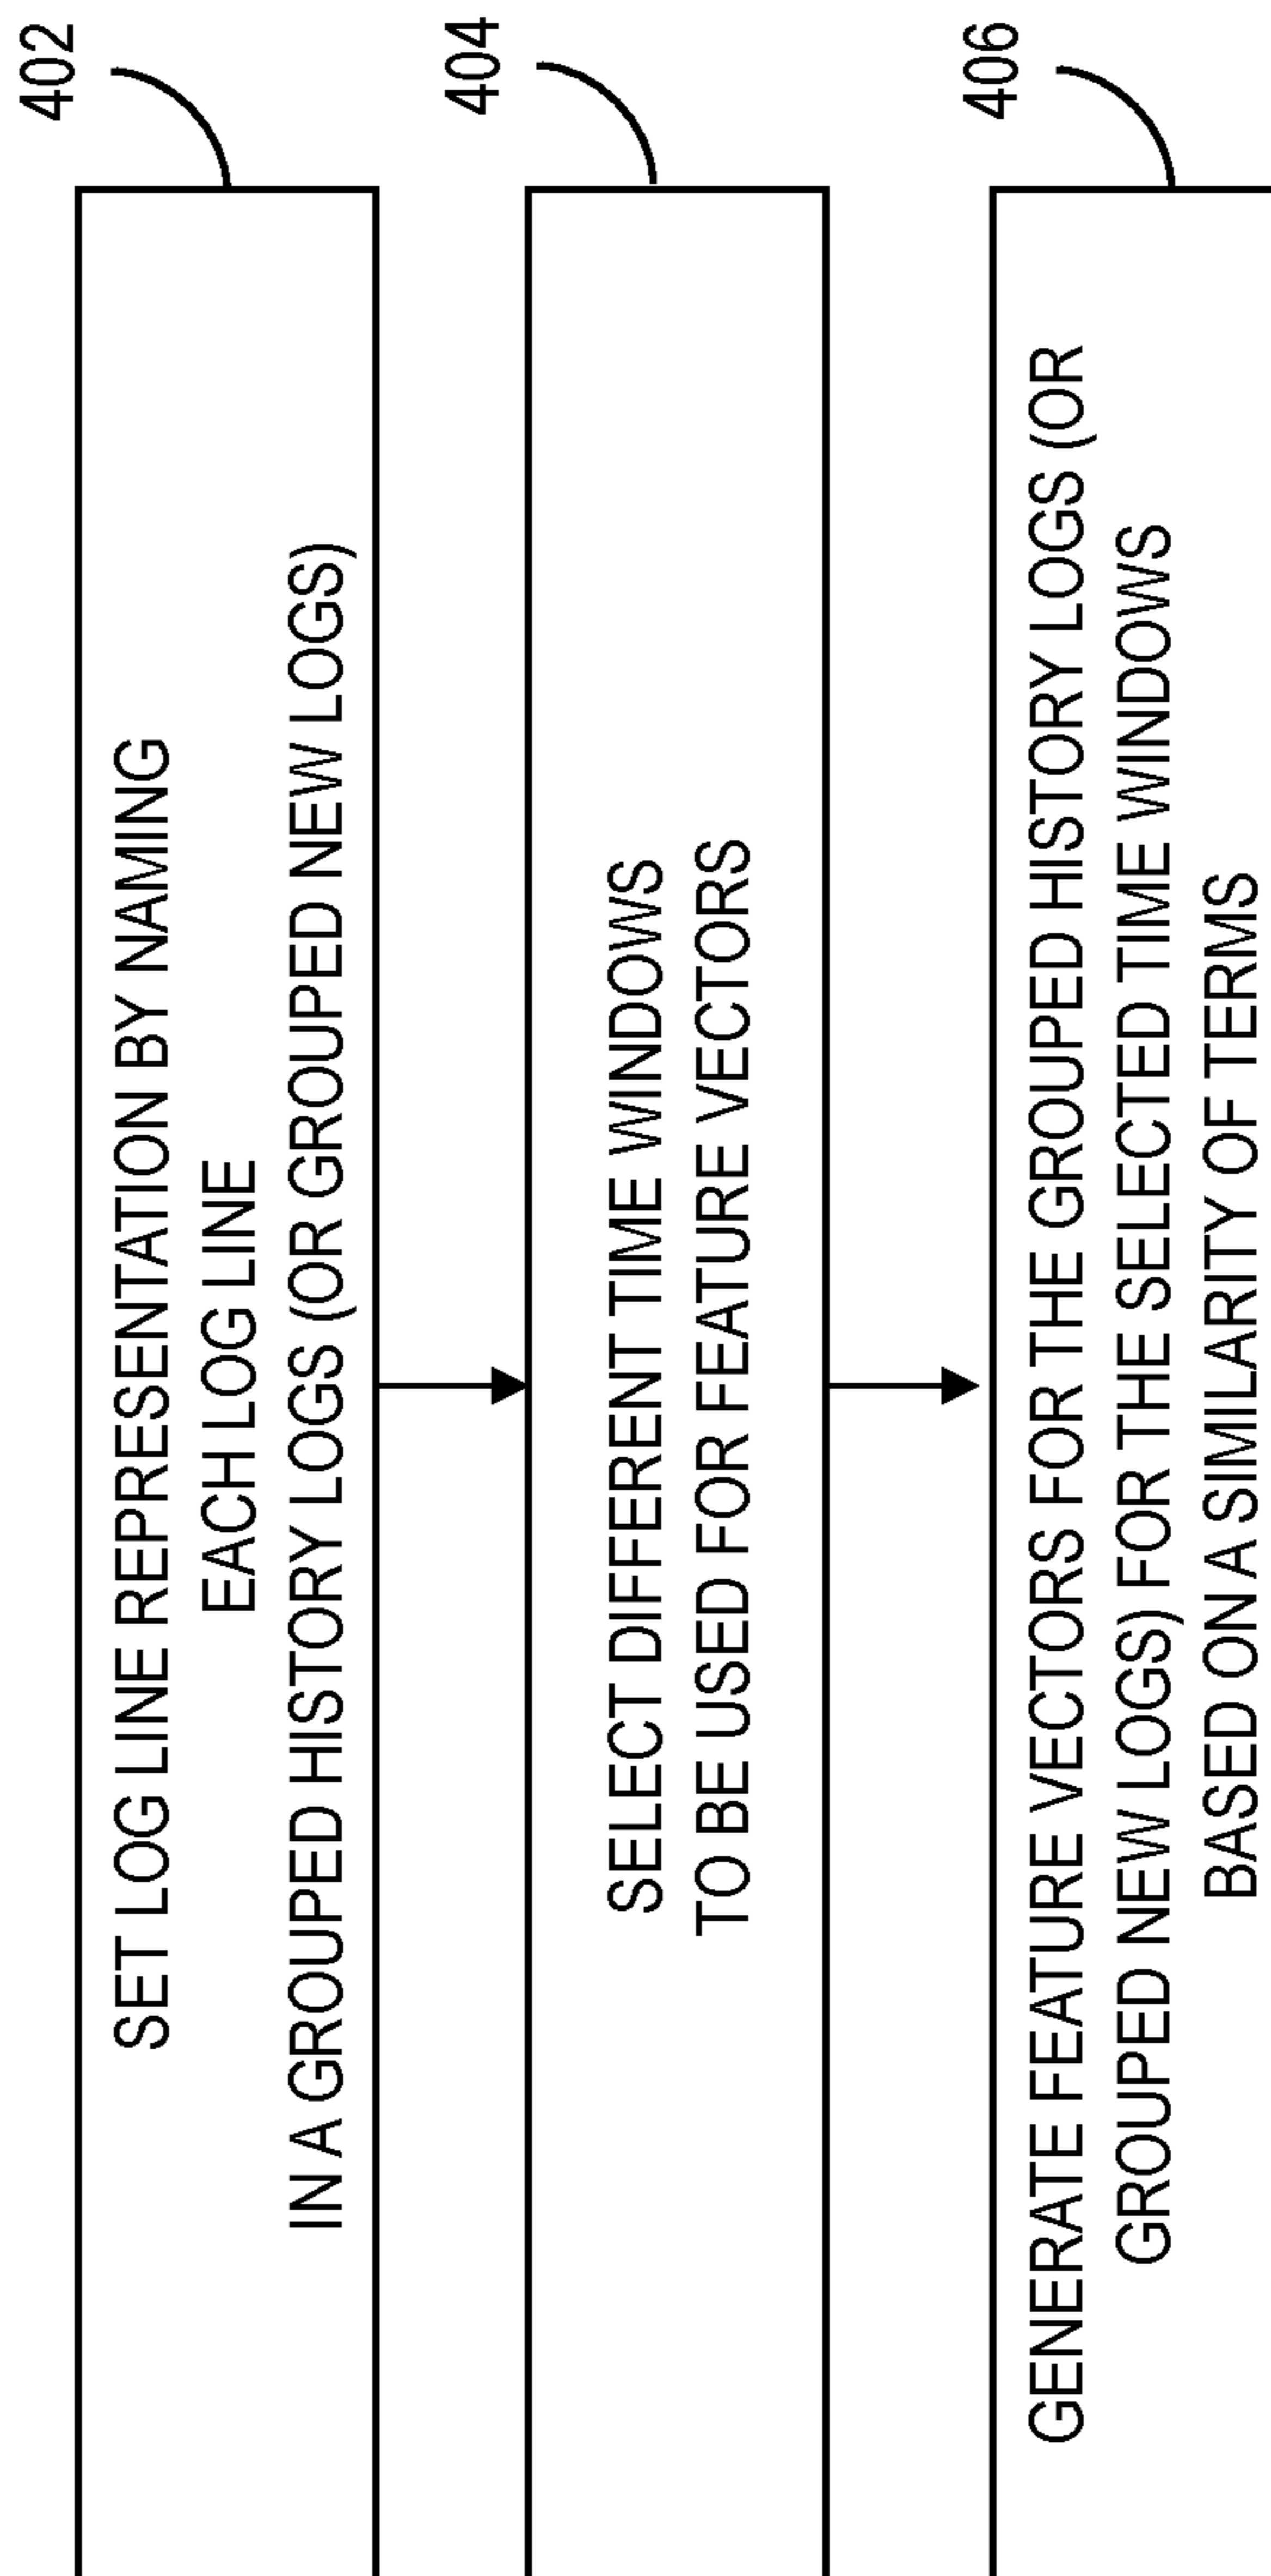 402
SET LOG LINE REPRESENTATION BY NAMING
EACH LOG LINE
IN A GROUPED HISTORY LOGS (OR GROUPED NEW LOGS)
404
SELECT DIFFERENT TIME WINDOWS
TO BE USED FOR FEATURE VECTORS
406
GENERATE FEATURE VECTORS FOR THE GROUPED HISTORY LOGS (OR
GROUPED NEW LOGS) FOR THE SELECTED TIME WINDOWS
BASED ON A SIMILARITY OF TERMS